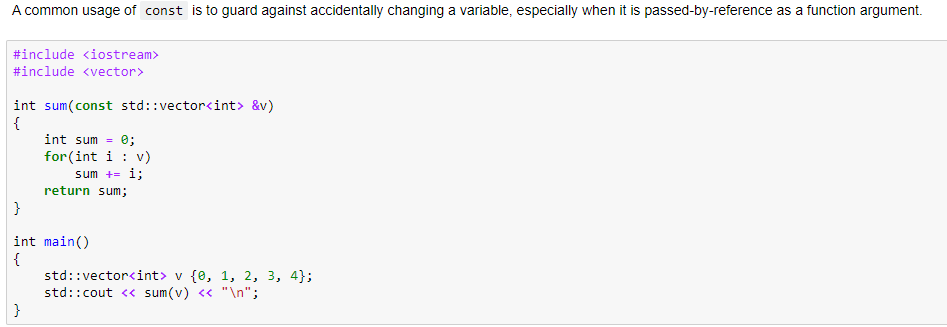 A common usage of const is to guard against accidentally changing a variable, especially when it is passed-by-reference as a function argument.
#include <iostream>
#include <vector>
int sum(const std::vector<int> &v)
{
    int sum = 0;
    for(int i : v)
        sum += i;
    return sum;
}
int main()
{
    std::vector<int> v {0, 1, 2, 3, 4};
    std::cout << sum(v) << "\n";
}